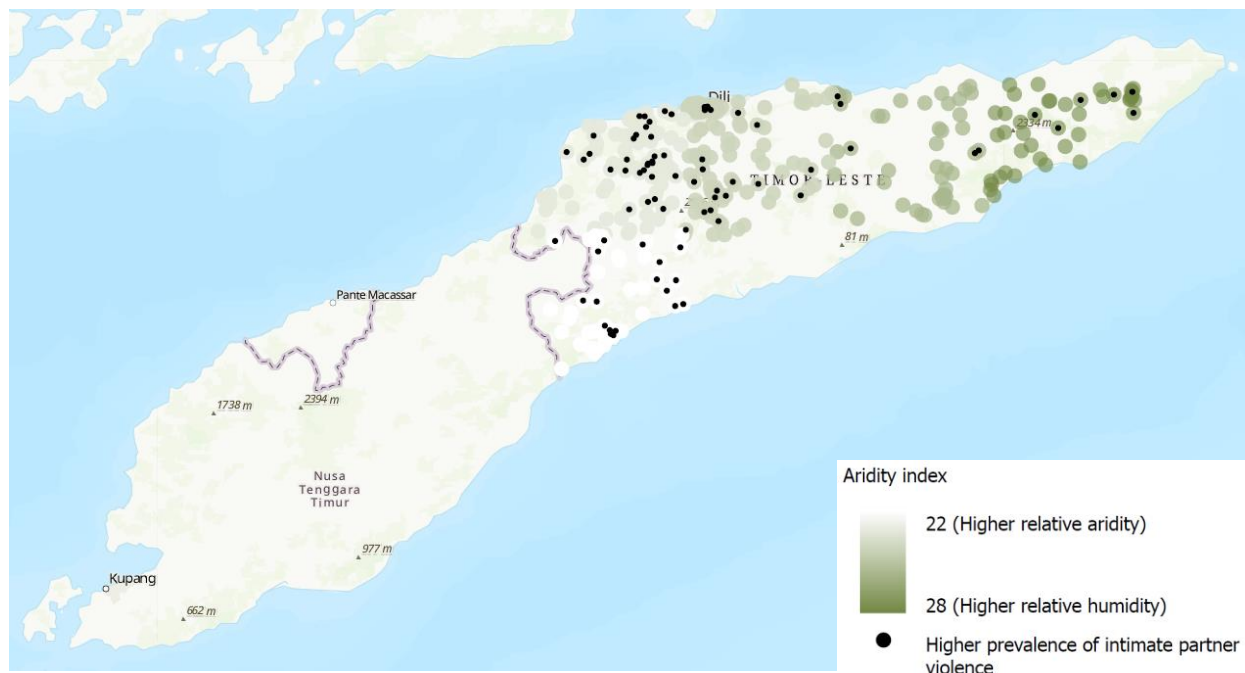 Dili
2334 m
TIMOR-LESTE
81 m
Pante Macassar
1738 m
2394 m
Nusa
Tenggara
Timur
977 m
Kupang
662 m
Aridity index
22 (Higher relative aridity)
28 (Higher relative humidity)
Higher prevalence of intimate partner
violence